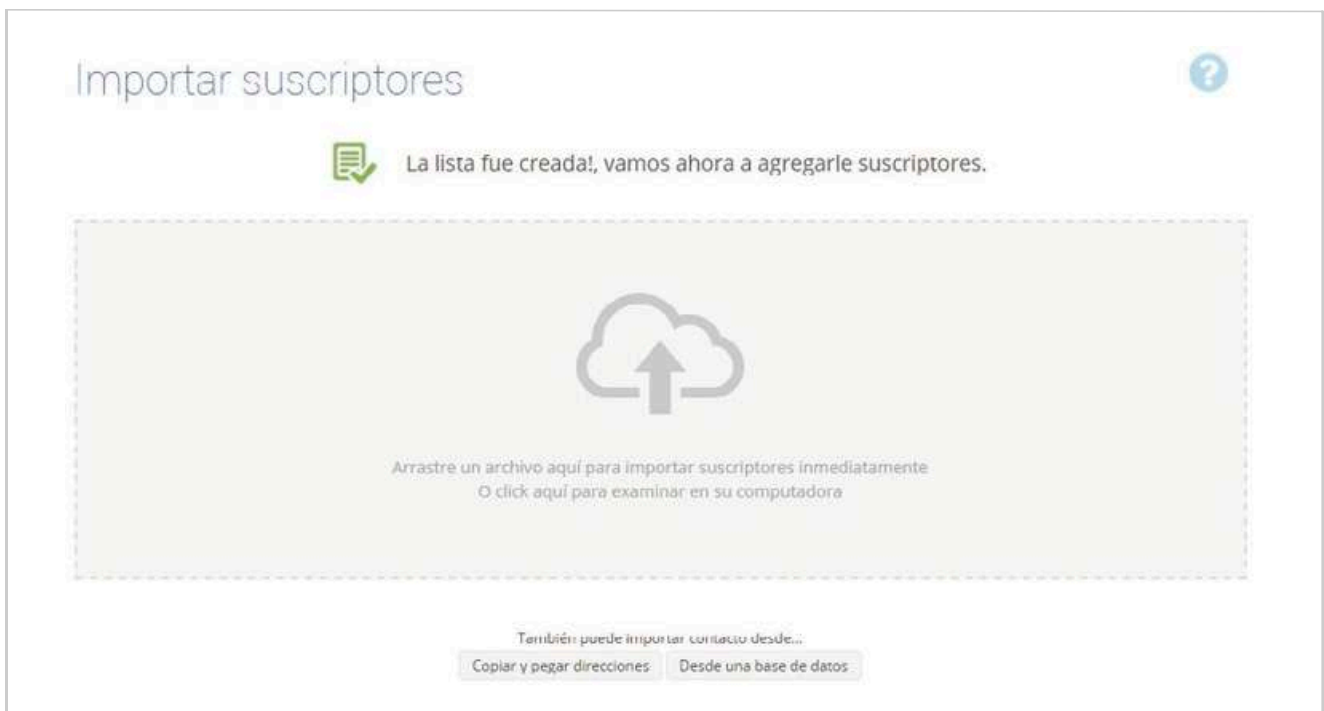 Importar suscriptores
?
La lista fue creada!, vamos ahora a agregarle suscriptores.
Arrastre un archivo aquí para importar suscriptores inmediatamente
O click aquí para examinar en su computadora
También puede importar contacto desde...
Copiar y pegar direcciones Desde una base de datos